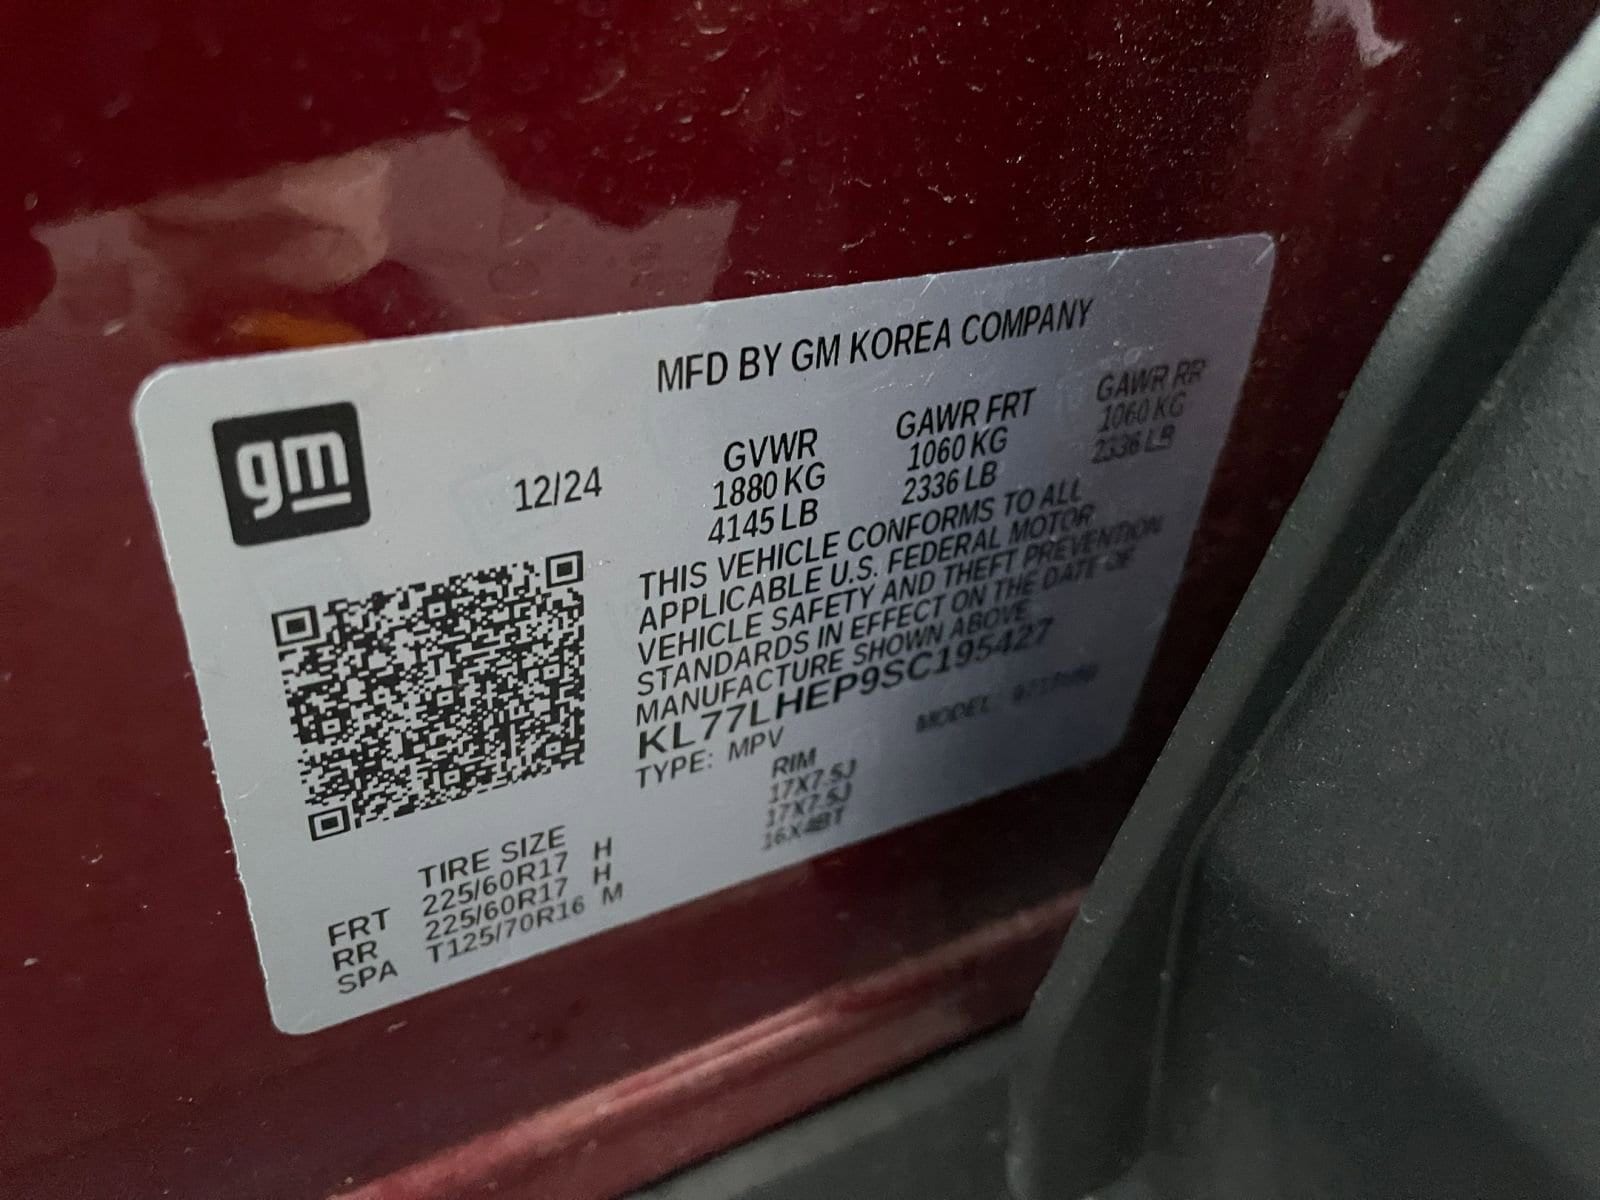 MFD BY GM KOREA COMPANY
gm
12/24
GVWR GAWR FRT GAWR RR
1880 KG 1060 KG 1060 KG
4145 LB 2336 LB 2336 LB
THIS VEHICLE CONFORMS TO ALL
APPLICABLE U.S. FEDERAL MOTOR
VEHICLE SAFETY AND THEFT PREVENTION
STANDARDS IN EFFECT ON THE DATE OF
MANUFACTURE SHOWN ABOVE
KL77LHEP9SC195427
TYPE: MPV MODEL:
TIRE SIZE RIM
FRT 225/60R17 H 17X7.5J
RR 225/60R17 H 17X7.5J
SPA T125/70R16 M 16X4BT